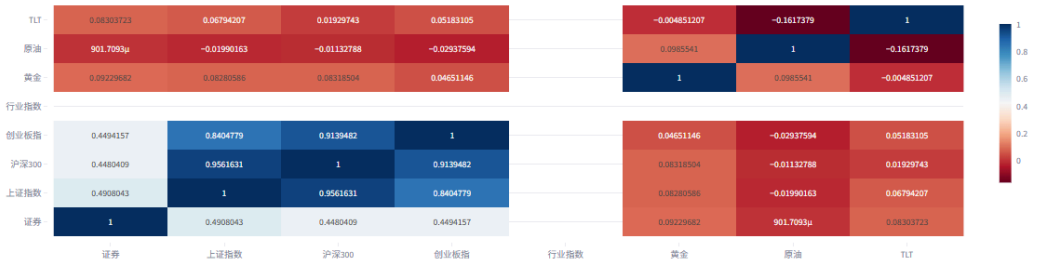 TLT 0.08303723 0.06794207 0.01929743 0.05183105 −0.004851207 −0.1617379 1
原油 901.7093μ −0.01990163 −0.01132788 −0.02937594 0.0985541 1 −0.1617379
黄金 0.09229682 0.08280586 0.08318504 0.04651146 1 0.0985541 −0.004851207
行业指数
创业板指 0.4494157 0.8404779 0.9139482 1 0.04651146 −0.02937594 0.05183105
沪深300 0.4480409 0.9561631 1 0.9139482 0.08318504 −0.01132788 0.01929743
上证指数 0.4908043 1 0.9561631 0.8404779 0.08280586 −0.01990163 0.06794207
证券 1 0.4908043 0.4480409 0.4494157 0.09229682 901.7093μ 0.08303723
证券 上证指数 沪深300 创业板指 行业指数 黄金 原油 TLT
1
0.8
0.6
0.4
0.2
0